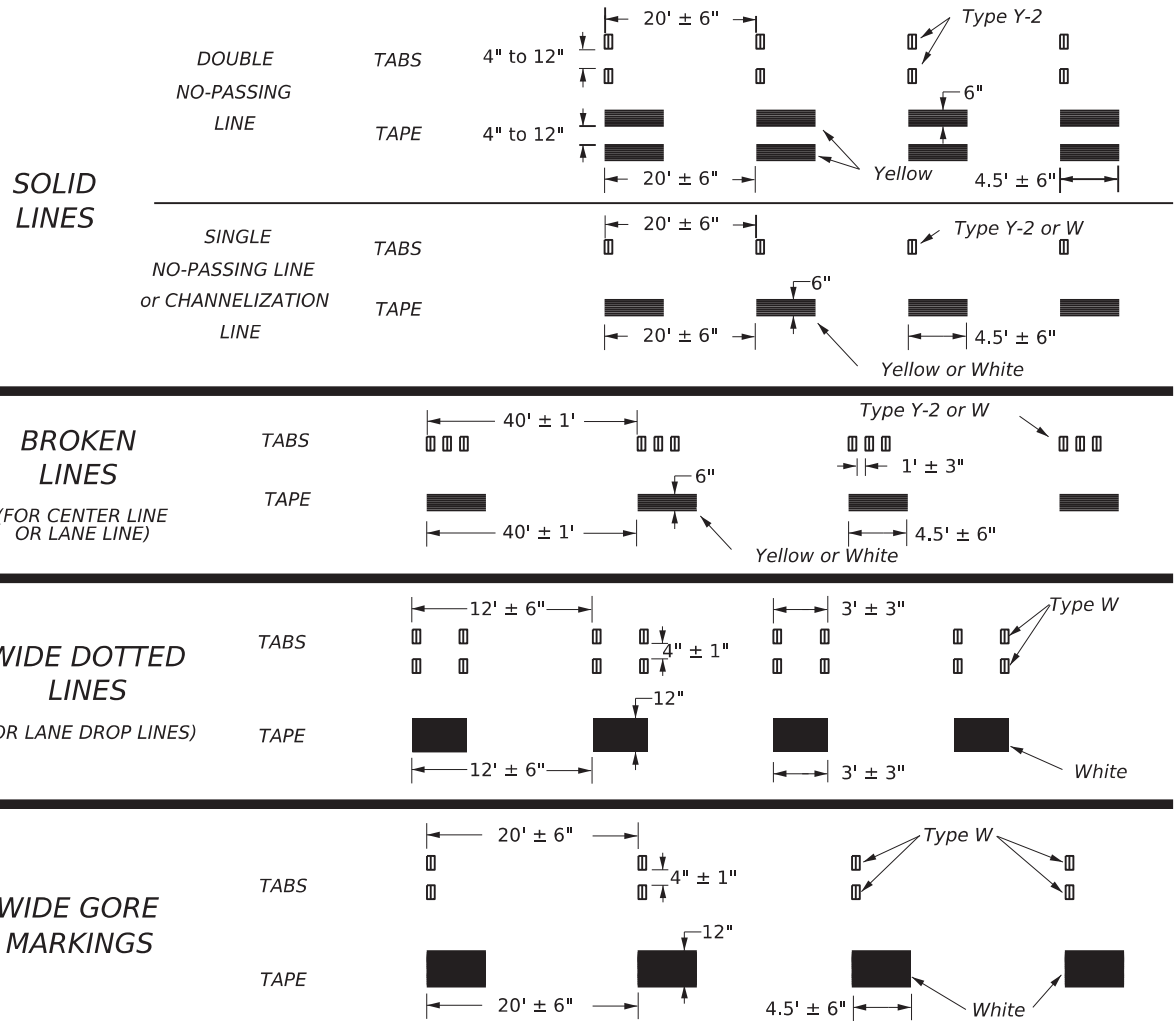 20' ± 6"
Type Y-2
DOUBLE
NO-PASSING
LINE
TABS
4" to 12"
6"
TAPE
4" to 12"
Yellow
20' ± 6"
4.5' ± 6"
SOLID
LINES
SINGLE
NO-PASSING LINE
or CHANNELIZATION
LINE
TABS
20' ± 6"
Type Y-2 or W
6"
TAPE
20' ± 6"
4.5' ± 6"
Yellow or White
BROKEN
LINES
(FOR CENTER LINE
OR LANE LINE)
TABS
40' ± 1'
Type Y-2 or W
1' ± 3"
6"
TAPE
40' ± 1'
4.5' ± 6"
Yellow or White
WIDE DOTTED
LINES
OR LANE DROP LINES)
12' ± 6"
3' ± 3"
Type W
TABS
4" ± 1"
12"
TAPE
12' ± 6"
3' ± 3"
White
WIDE GORE
MARKINGS
20' ± 6"
Type W
TABS
4" ± 1"
12"
TAPE
20' ± 6"
4.5' ± 6"
White